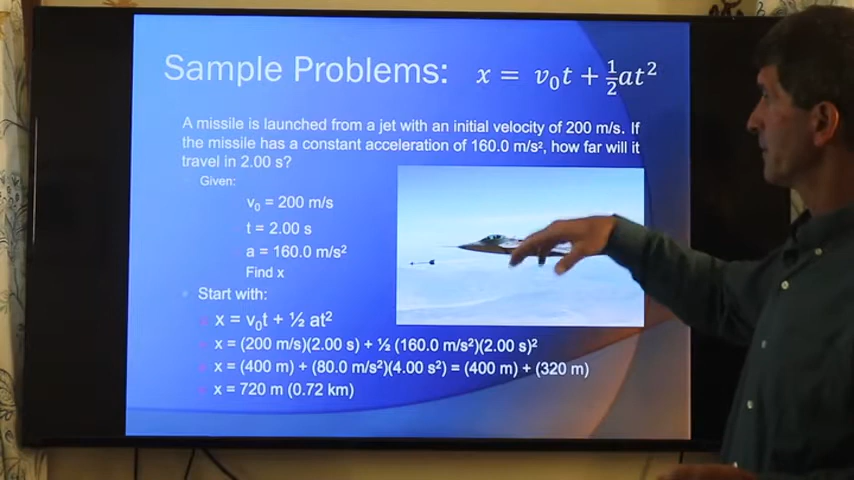 Sample Problems: x = v₀t + ½at²
A missile is launched from a jet with an initial velocity of 200 m/s. If
the missile has a constant acceleration of 160.0 m/s², how far will it
travel in 2.00 s?
Given:
v₀ = 200 m/s
t = 2.00 s
a = 160.0 m/s²
Find x
Start with:
x = v₀t + ½ at²
x = (200 m/s)(2.00 s) + ½ (160.0 m/s²)(2.00 s)²
x = (400 m) + (80.0 m/s²)(4.00 s²) = (400 m) + (320 m)
x = 720 m (0.72 km)